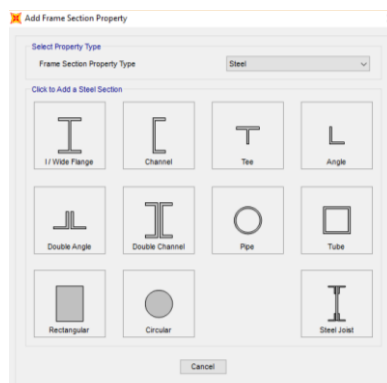 Add Frame Section Property
Select Property Type
Frame Section Property Type
Steel
Click to Add a Steel Section
I / Wide Flange
Channel
Tee
Angle
Double Angle
Double Channel
Pipe
Tube
Rectangular
Circular
Steel Joist
Cancel